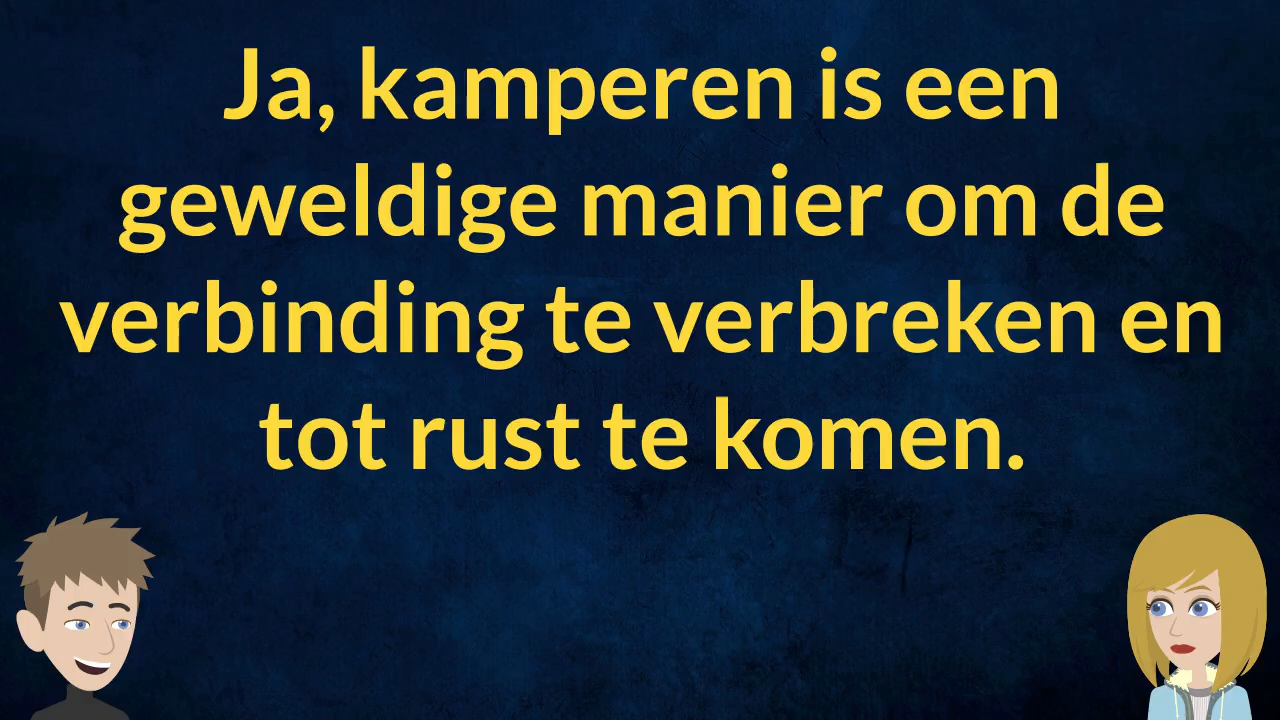 Ja, kamperen is een
geweldige manier om de
verbinding te verbreken en
tot rust te komen.